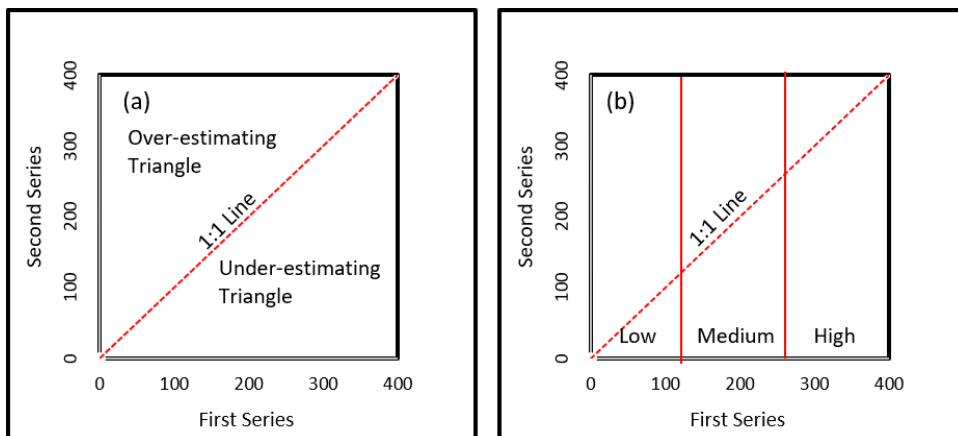 (a)
Over-estimating
Triangle
1:1 Line
Under-estimating
Triangle
400
300
200
100
0
Second Series
0 100 200 300 400
First Series
(b)
1:1 Line
Low Medium High
400
300
200
100
0
Second Series
0 100 200 300 400
First Series